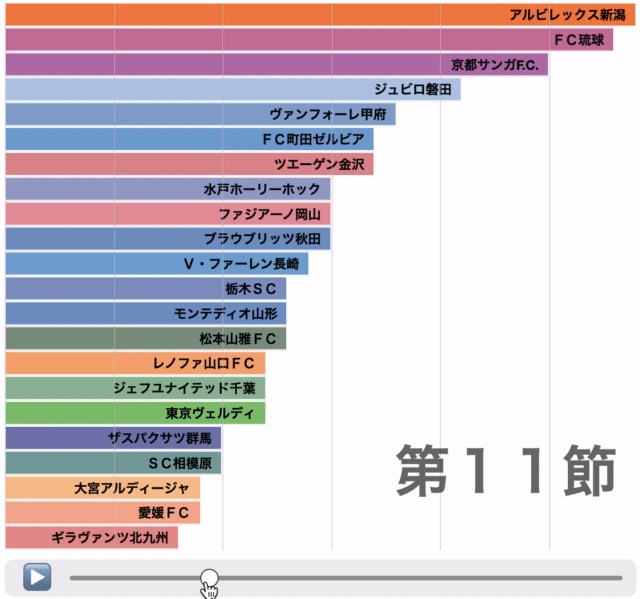 アルビレックス新潟
ＦＣ琉球
京都サンガF.C.
ジュビロ磐田
ヴァンフォーレ甲府
ＦＣ町田ゼルビア
ツエーゲン金沢
水戸ホーリーホック
ファジアーノ岡山
ブラウブリッツ秋田
Ｖ・ファーレン長崎
栃木ＳＣ
モンテディオ山形
松本山雅ＦＣ
レノファ山口ＦＣ
ジェフユナイテッド千葉
東京ヴェルディ
ザスパクサツ群馬
ＳＣ相模原
大宮アルディージャ
愛媛ＦＣ
ギラヴァンツ北九州
第１１節